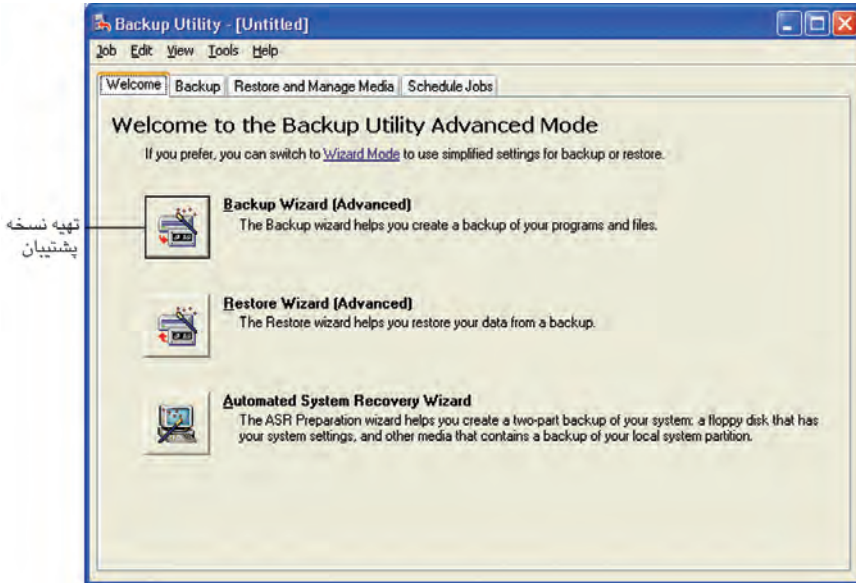 Backup Utility - [Untitled]
Job Edit View Tools Help
Welcome Backup Restore and Manage Media Schedule Jobs
Welcome to the Backup Utility Advanced Mode
If you prefer, you can switch to Wizard Mode to use simplified settings for backup or restore.
Backup Wizard (Advanced)
The Backup wizard helps you create a backup of your programs and files.
تهیه نسخه
پشتیبان
Restore Wizard (Advanced)
The Restore wizard helps you restore your data from a backup.
Automated System Recovery Wizard
The ASR Preparation wizard helps you create a two-part backup of your system: a floppy disk that has
your system settings, and other media that contains a backup of your local system partition.